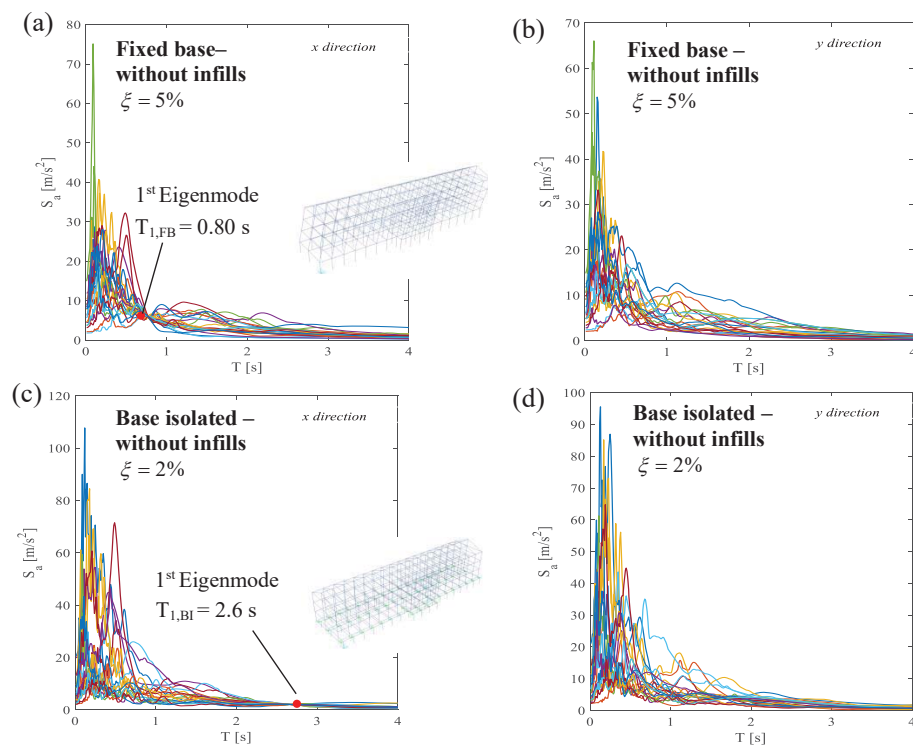 (a)
80
70
60
50
40
30
20
10
0
S_a [m/s²]
Fixed base–
without infills
ξ = 5%
x direction
1st Eigenmode
T1,FB = 0.80 s
0 1 2 3 4
T [s]
(b)
70
60
50
40
30
20
10
0
S_a [m/s²]
Fixed base –
without infills
ξ = 5%
y direction
0 1 2 3 4
T [s]
(c)
120
100
80
60
40
20
0
S_a [m/s²]
Base isolated –
without infills
ξ = 2%
x direction
1st Eigenmode
T1,BI = 2.6 s
0 1 2 3 4
T [s]
(d)
100
90
80
70
60
50
40
30
20
10
0
S_a [m/s²]
Base isolated –
without infills
ξ = 2%
y direction
0 1 2 3 4
T [s]